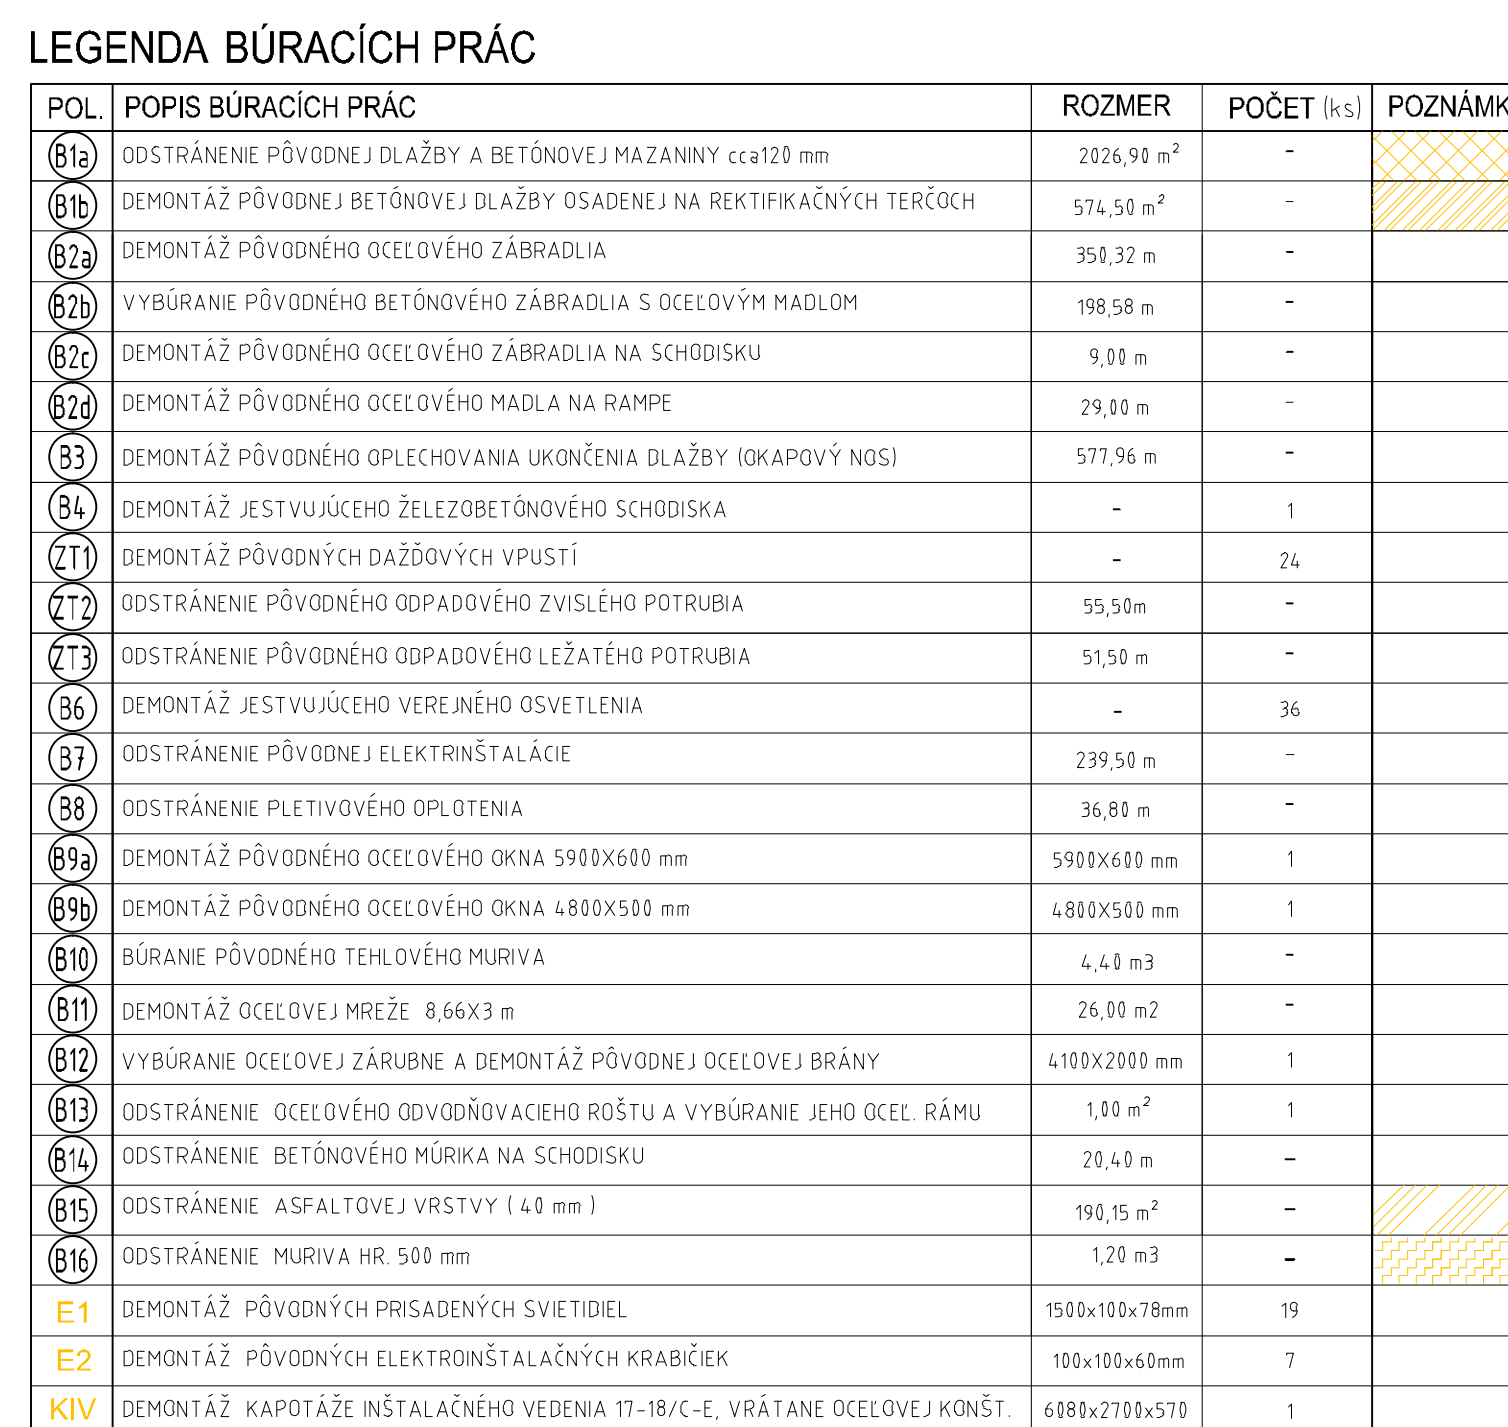 LEGENDA BÚRACÍCH PRÁC
POL. POPIS BÚRACÍCH PRÁC ROZMER POČET (ks) POZNÁMK
B1a ODSTRÁNENIE PÔVODNEJ DLAŽBY A BETÓNOVEJ MAZANINY cca120 mm 2026,90 m² -
B1b DEMONTÁŽ PÔVODNEJ BETÓNOVEJ DLAŽBY OSADENEJ NA REKTIFIKAČNÝCH TERČOCH 574,50 m² -
B2a DEMONTÁŽ PÔVODNÉHO OCEĽOVÉHO ZÁBRADLIA 350,32 m -
B2b VYBÚRANIE PÔVODNÉHO BETÓNOVÉHO ZÁBRADLIA S OCEĽOVÝM MADLOM 198,58 m -
B2c DEMONTÁŽ PÔVODNÉHO OCEĽOVÉHO ZÁBRADLIA NA SCHODISKU 9,00 m -
B2d DEMONTÁŽ PÔVODNÉHO OCEĽOVÉHO MADLA NA RAMPE 29,00 m -
B3 DEMONTÁŽ PÔVODNÉHO OPLECHOVANIA UKONČENIA DLAŽBY (OKAPOVÝ NOS) 577,96 m -
B4 DEMONTÁŽ JESTVUJÚCEHO ŽELEZOBETÓNOVÉHO SCHODISKA - 1
ZT1 DEMONTÁŽ PÔVODNÝCH DAŽĎOVÝCH VPUSTÍ - 24
ZT2 ODSTRÁNENIE PÔVODNÉHO ODPADOVÉHO ZVISLÉHO POTRUBIA 55,50m -
ZT3 ODSTRÁNENIE PÔVODNÉHO ODPADOVÉHO LEŽATÉHO POTRUBIA 51,50 m -
B6 DEMONTÁŽ JESTVUJÚCEHO VEREJNÉHO OSVETLENIA - 36
B7 ODSTRÁNENIE PÔVODNEJ ELEKTRINŠTALÁCIE 239,50 m -
B8 ODSTRÁNENIE PLETIVOVÉHO OPLOTENIA 36,80 m -
B9a DEMONTÁŽ PÔVODNÉHO OCEĽOVÉHO OKNA 5900X600 mm 5900X600 mm 1
B9b DEMONTÁŽ PÔVODNÉHO OCEĽOVÉHO OKNA 4800X500 mm 4800X500 mm 1
B10 BÚRANIE PÔVODNÉHO TEHLOVÉHO MURIVA 4,40 m3 -
B11 DEMONTÁŽ OCEĽOVEJ MREŽE 8,66X3 m 26,00 m2 -
B12 VYBÚRANIE OCEĽOVEJ ZÁRUBNE A DEMONTÁŽ PÔVODNEJ OCEĽOVEJ BRÁNY 4100X2000 mm 1
B13 ODSTRÁNENIE OCEĽOVÉHO ODVODŇOVACIEHO ROŠTU A VYBÚRANIE JEHO OCEĽ. RÁMU 1,00 m² 1
B14 ODSTRÁNENIE BETÓNOVÉHO MÚRIKA NA SCHODISKU 20,40 m -
B15 ODSTRÁNENIE ASFALTOVEJ VRSTVY ( 40 mm ) 190,15 m² -
B16 ODSTRÁNENIE MURIVA HR. 500 mm 1,20 m3 -
E1 DEMONTÁŽ PÔVODNÝCH PRISADENÝCH SVIETIDIEL 1500x100x78mm 19
E2 DEMONTÁŽ PÔVODNÝCH ELEKTROINŠTALAČNÝCH KRABIČIEK 100x100x60mm 7
KIV DEMONTÁŽ KAPOTÁŽE INŠTALAČNÉHO VEDENIA 17-18/C-E, VRÁTANE OCEĽOVEJ KONŠT. 6080x2700x570 1